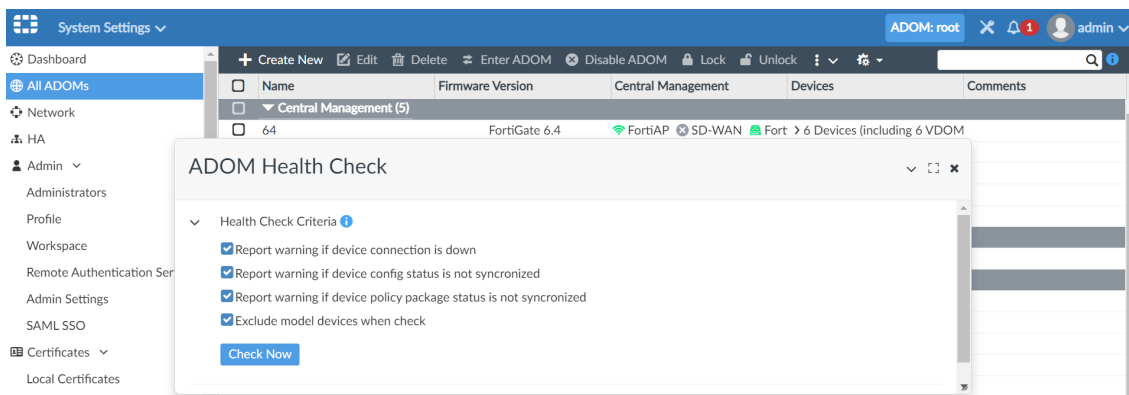 System Settings
ADOM: root
1
admin
Dashboard
All ADOMs
Network
HA
Admin
Administrators
Profile
Workspace
Remote Authentication Ser
Admin Settings
SAML SSO
Certificates
Local Certificates
Create New Edit Delete Enter ADOM Disable ADOM Lock Unlock
Name Firmware Version Central Management Devices Comments
Central Management (5)
64 FortiGate 6.4 FortiAP SD-WAN Fort 6 Devices (including 6 VDOM
ADOM Health Check
Health Check Criteria
Report warning if device connection is down
Report warning if device config status is not syncronized
Report warning if device policy package status is not syncronized
Exclude model devices when check
Check Now